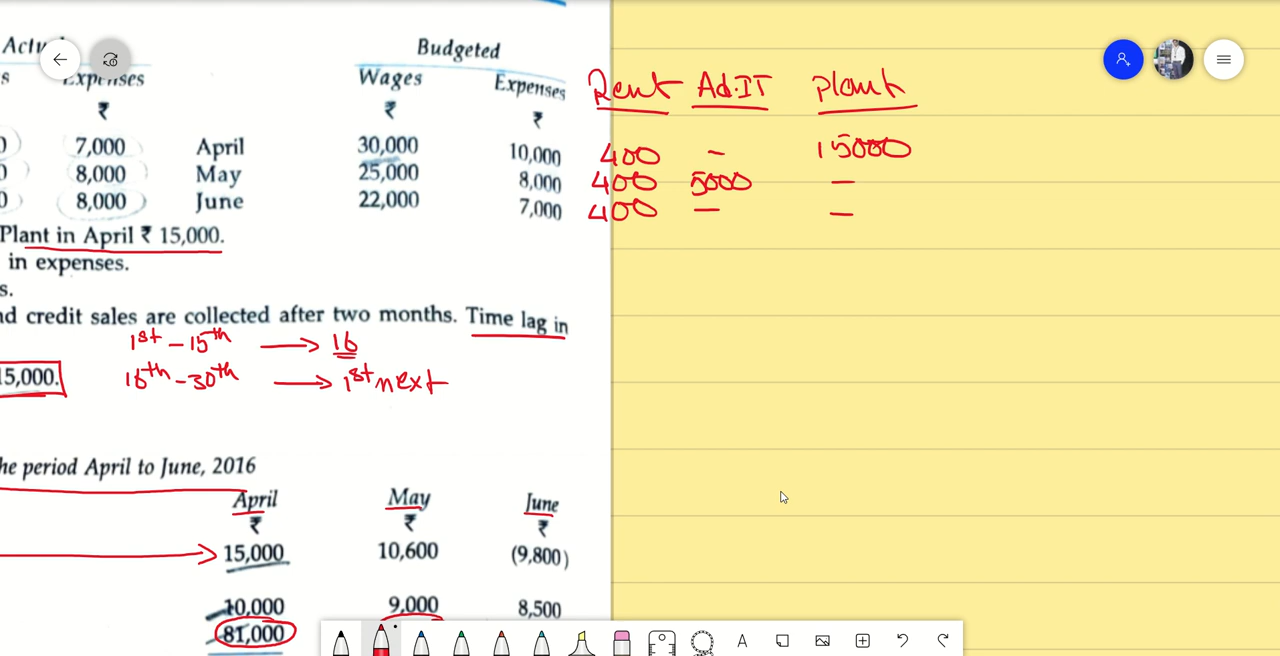 Budgeted
s Expenses Wages Expenses Rent Ad.IT Plant
₹ ₹ ₹
0 7,000 April 30,000 10,000 400 - 15000
0 8,000 May 25,000 8,000 400 5000 -
0 8,000 June 22,000 7,000 400 - -
Plant in April ₹ 15,000.
in expenses.
s.
nd credit sales are collected after two months. Time lag in
1st - 15th → 16
15,000. 16th - 30th → 1st next
he period April to June, 2016
April May June
₹ ₹ ₹
15,000 10,600 (9,800)
10,000 9,000 8,500
81,000
A